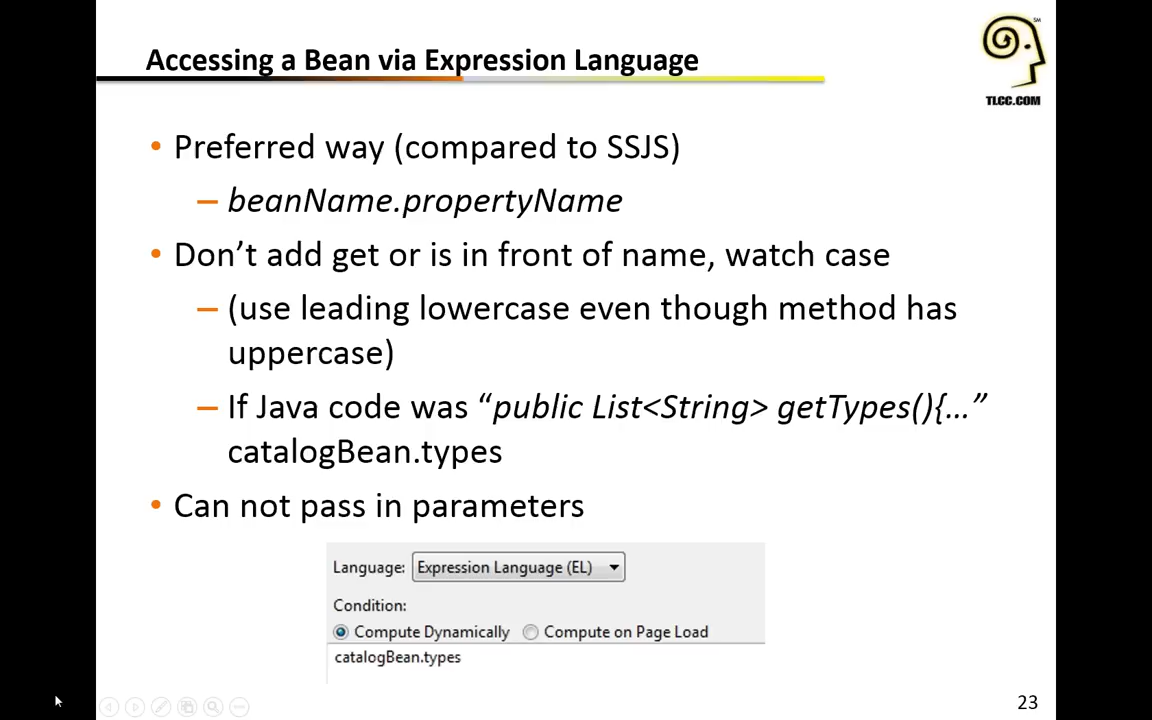 Accessing a Bean via Expression Language
SM
TLCC.COM
• Preferred way (compared to SSJS)
– beanName.propertyName
• Don’t add get or is in front of name, watch case
– (use leading lowercase even though method has
uppercase)
– If Java code was “public List<String> getTypes(){…”
catalogBean.types
• Can not pass in parameters
Language: Expression Language (EL)
Condition:
Compute Dynamically Compute on Page Load
catalogBean.types
23